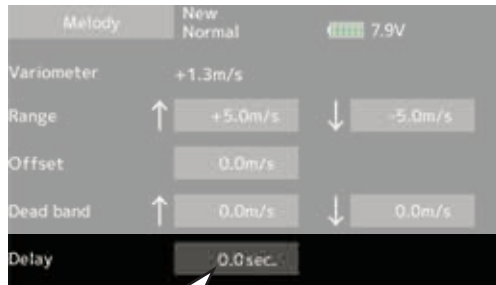 Melody New Normal 7.9V
Variometer +1.3m/s
Range ↑ +5.0m/s ↓ -5.0m/s
Offset 0.0m/s
Dead band ↑ 0.0m/s ↓ 0.0m/s
Delay 0.0sec.